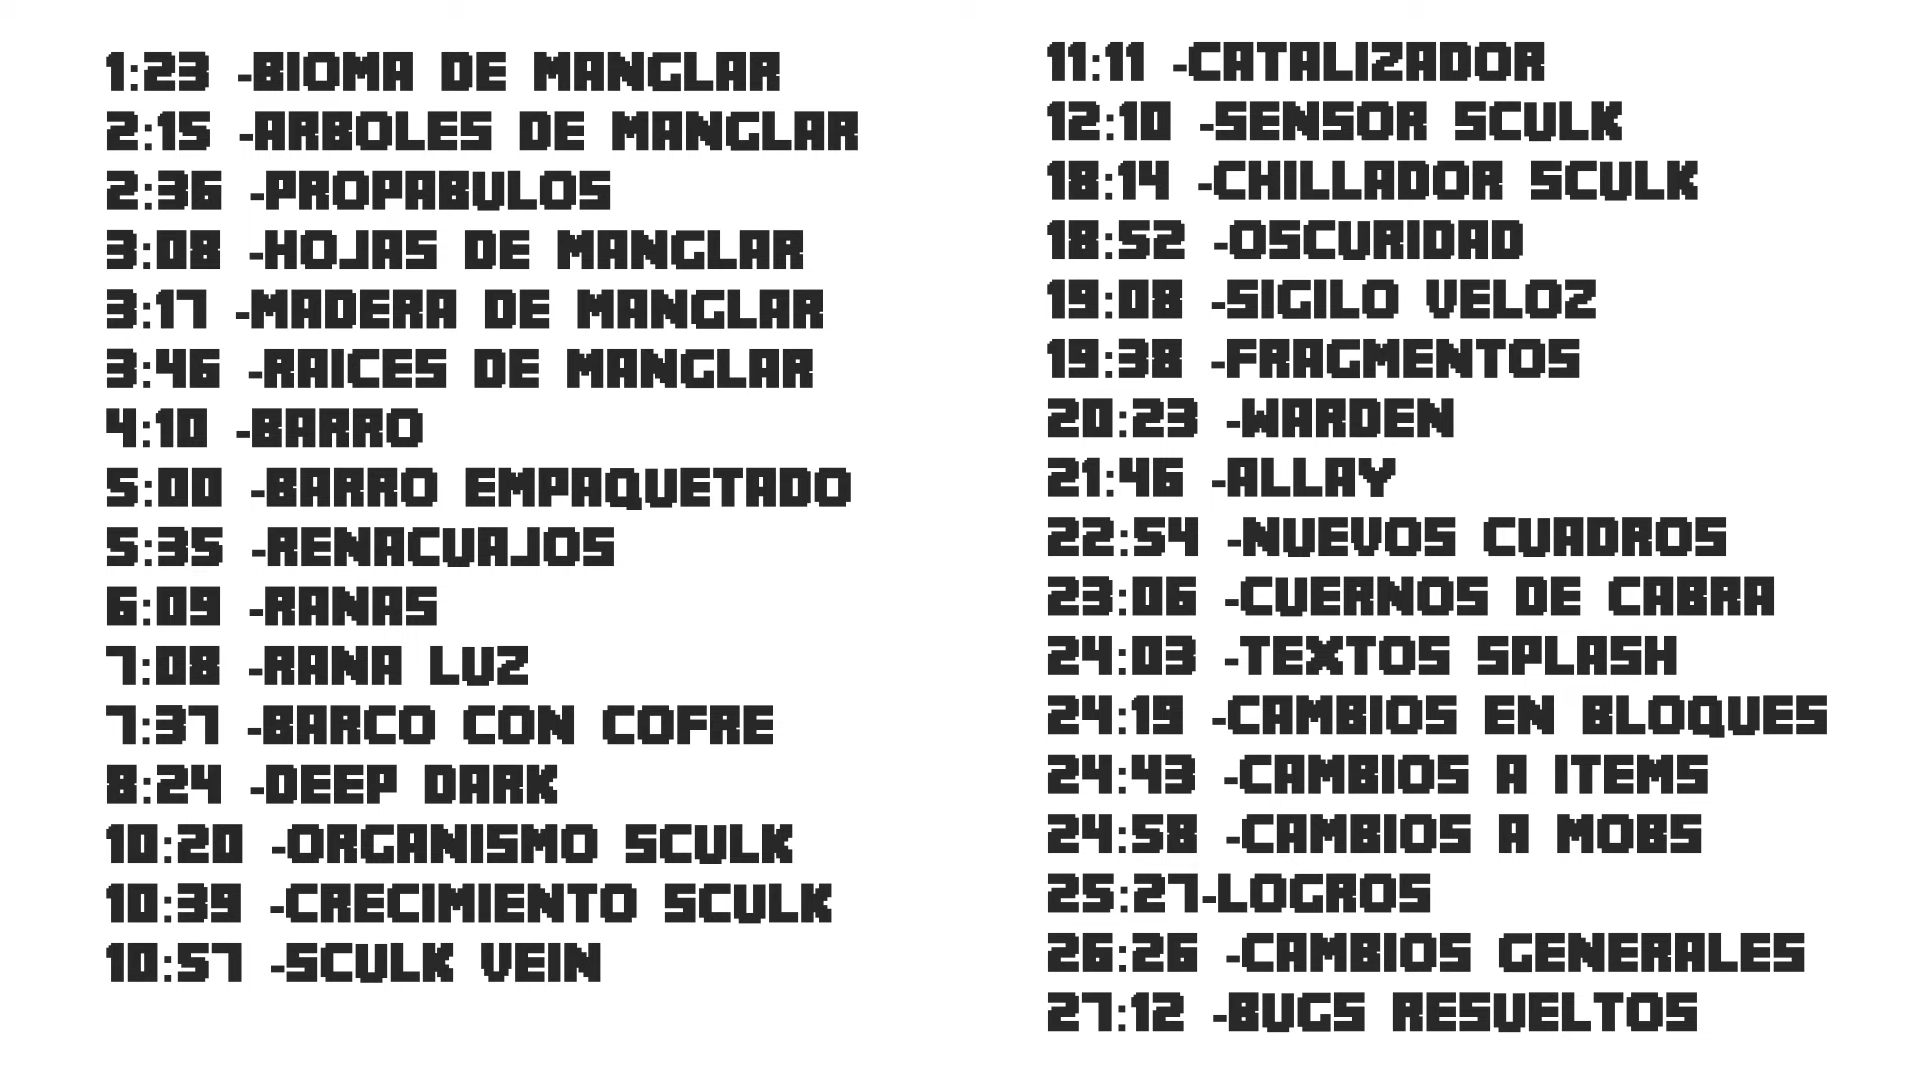 1:23 -BIOMA DE MANGLAR
2:15 -ARBOLES DE MANGLAR
2:36 -PROPABULOS
3:08 -HOJAS DE MANGLAR
3:17 -MADERA DE MANGLAR
3:46 -RAICES DE MANGLAR
4:10 -BARRO
5:00 -BARRO EMPAQUETADO
5:35 -RENACUAJOS
6:09 -RANAS
7:08 -RANA LUZ
7:37 -BARCO CON COFRE
8:24 -DEEP DARK
10:20 -ORGANISMO SCULK
10:39 -CRECIMIENTO SCULK
10:57 -SCULK VEIN
11:11 -CATALIZADOR
12:10 -SENSOR SCULK
18:14 -CHILLADOR SCULK
18:52 -OSCURIDAD
19:08 -SIGILO VELOZ
19:38 -FRAGMENTOS
20:23 -WARDEN
21:46 -ALLAY
22:54 -NUEVOS CUADROS
23:06 -CUERNOS DE CABRA
24:03 -TEXTOS SPLASH
24:19 -CAMBIOS EN BLOQUES
24:43 -CAMBIOS A ITEMS
24:58 -CAMBIOS A MOBS
25:27-LOGROS
26:26 -CAMBIOS GENERALES
27:12 -BUGS RESUELTOS